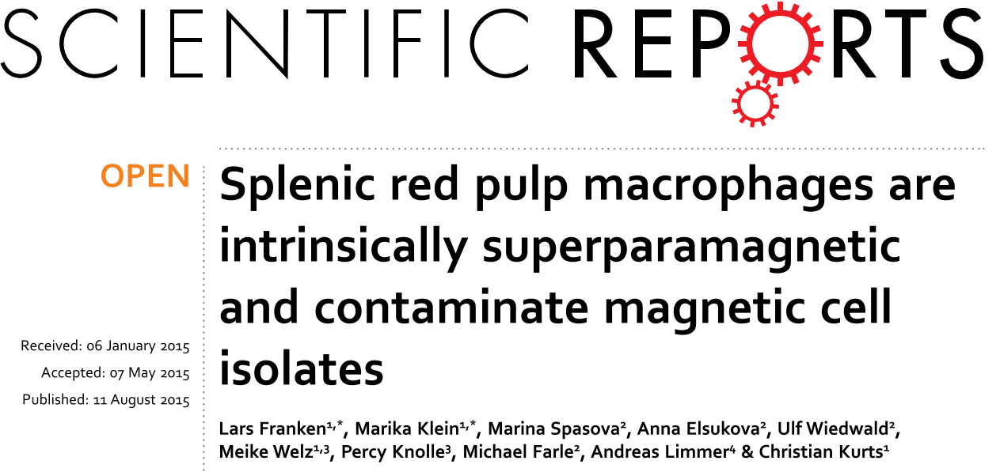 SCIENTIFIC REPORTS
OPEN
Splenic red pulp macrophages are
intrinsically superparamagnetic
and contaminate magnetic cell
isolates
Received: 06 January 2015
Accepted: 07 May 2015
Published: 11 August 2015
Lars Franken¹,*, Marika Klein¹,*, Marina Spasova², Anna Elsukova², Ulf Wiedwald²,
Meike Welz¹,³, Percy Knolle³, Michael Farle², Andreas Limmer⁴ & Christian Kurts¹